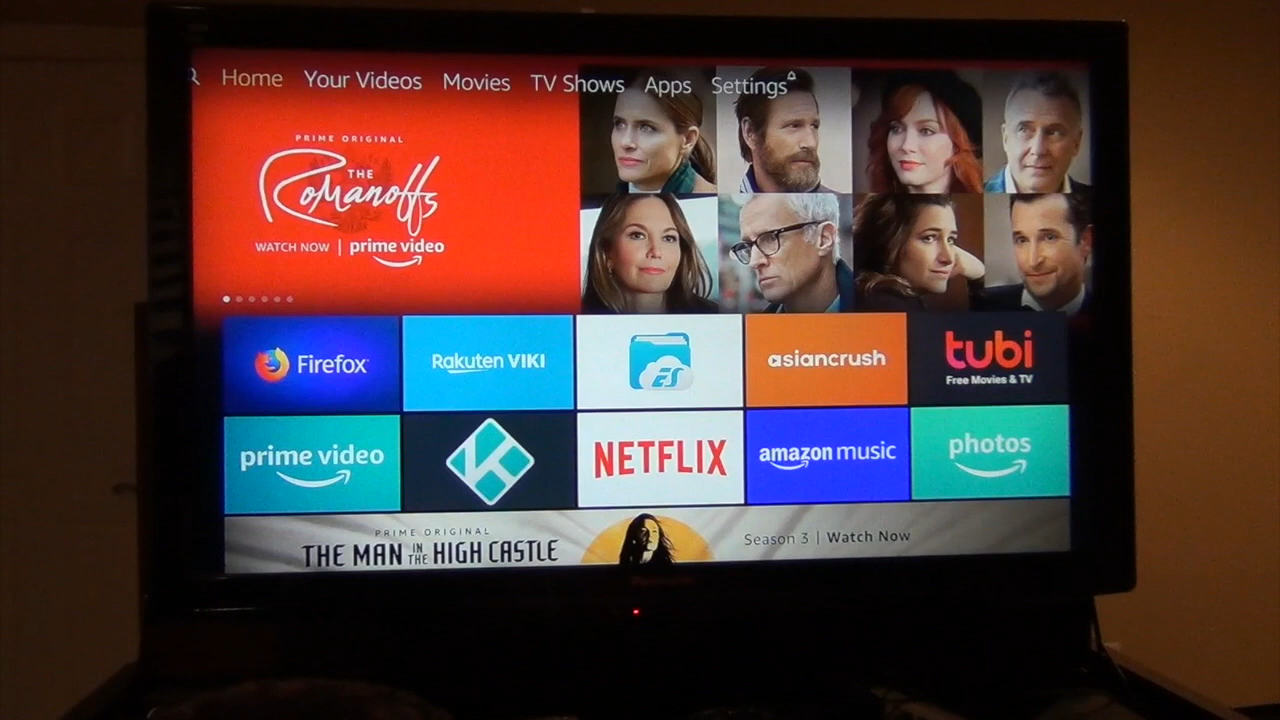 Home Your Videos Movies TV Shows Apps Settings
PRIME ORIGINAL
THE
Romanoffs
WATCH NOW | prime video
Firefox
Rakuten VIKI
ES
asiancrush
tubi
Free Movies & TV
prime video
NETFLIX
amazon music
photos
PRIME ORIGINAL
THE MAN IN THE HIGH CASTLE
Season 3 | Watch Now